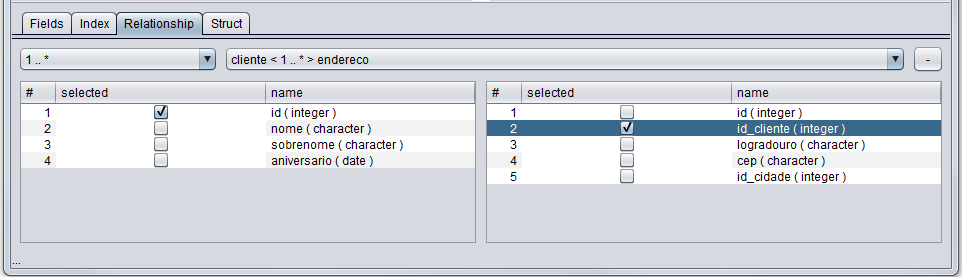 Fields Index Relationship Struct
1 .. * cliente < 1 .. * > endereco -
# selected name # selected name
1 id ( integer ) 1 id ( integer )
2 nome ( character ) 2 id_cliente ( integer )
3 sobrenome ( character ) 3 logradouro ( character )
4 aniversario ( date ) 4 cep ( character )
5 id_cidade ( integer )
...